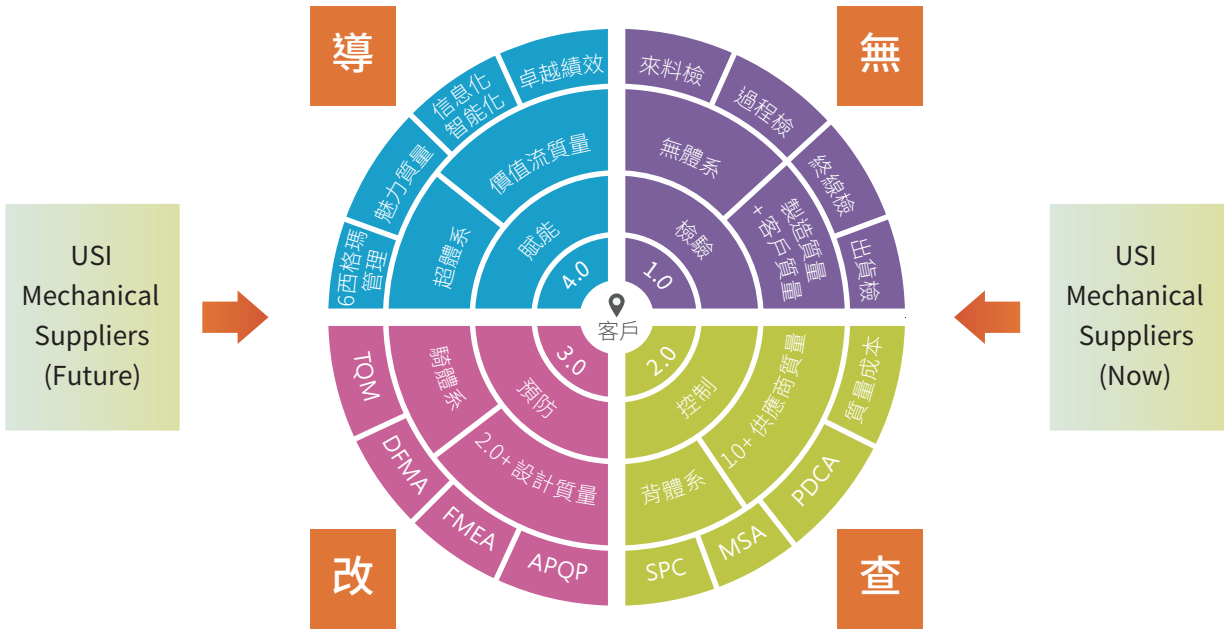 導
無
卓越績效
信息化
智能化
魅力質量
6西格瑪
管理
價值流質量
超體系
賦能
4.0
來料檢
過程檢
終線檢
出貨檢
無體系
製造質量
+ 客戶質量
檢驗
1.0
USI
Mechanical
Suppliers
(Future)
客戶
USI
Mechanical
Suppliers
(Now)
3.0
預防
騎體系
2.0+ 設計質量
TQM
DFMA
FMEA
APQP
2.0
控制
1.0+ 供應商質量
背體系
質量成本
PDCA
MSA
SPC
改
查